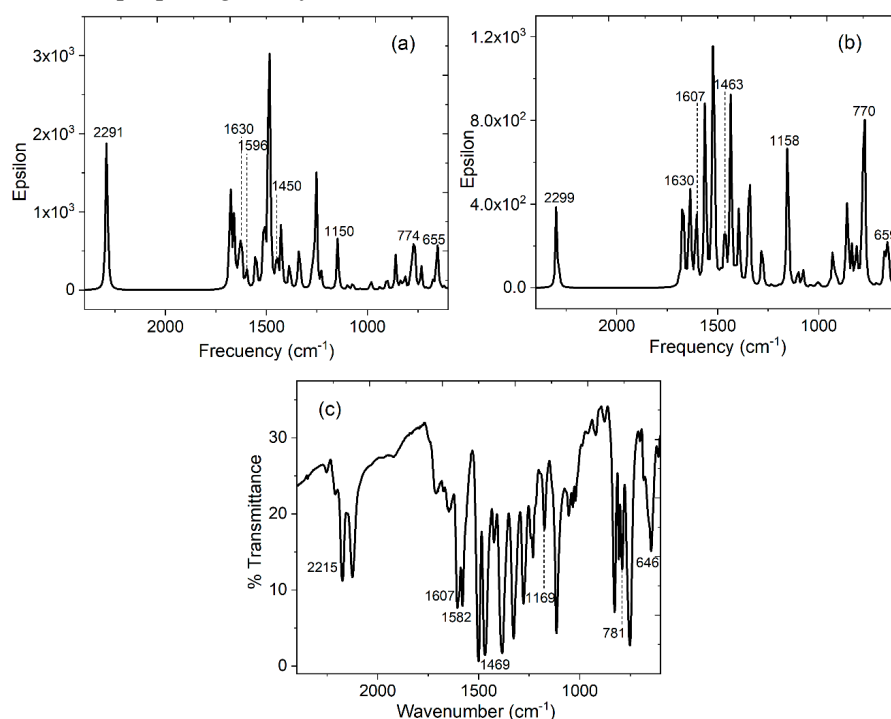 (a)
3x10³
2x10³
1x10³
0
Epsilon
2291
1630
1596
1450
1150
774
655
2000
1500
1000
Frecuency (cm⁻¹)
(b)
1.2x10³
8.0x10²
4.0x10²
0.0
Epsilon
2299
1630
1607
1463
1158
770
659
2000
1500
1000
Frequency (cm⁻¹)
(c)
30
20
10
0
% Transmittance
2215
1607
1582
1469
1169
781
646
2000
1500
1000
Wavenumber (cm⁻¹)